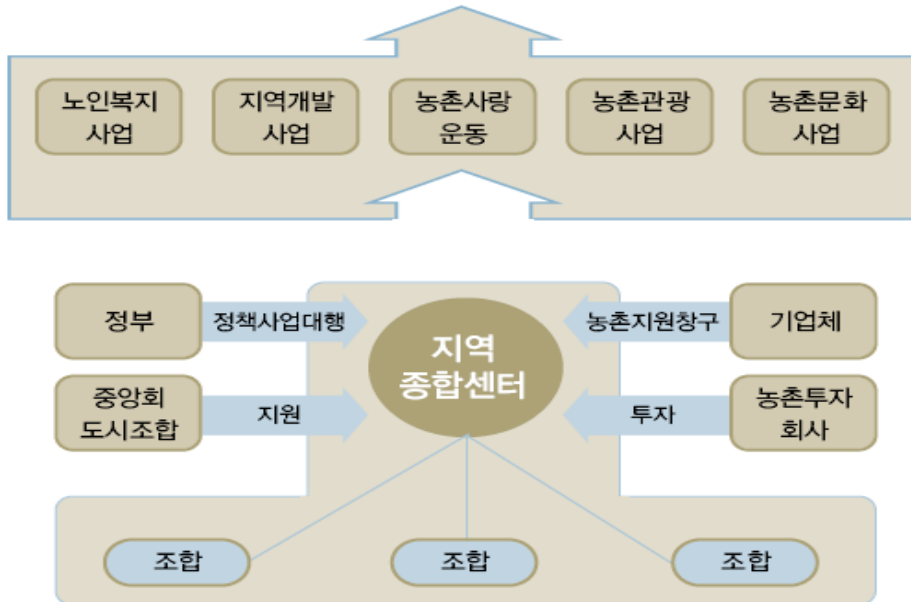 노인복지
사업
지역개발
사업
농촌사랑
운동
농촌관광
사업
농촌문화
사업
정부
정책사업대행
지역
종합센터
농촌지원창구
기업체
중앙회
도시조합
지원
투자
농촌투자
회사
조합
조합
조합